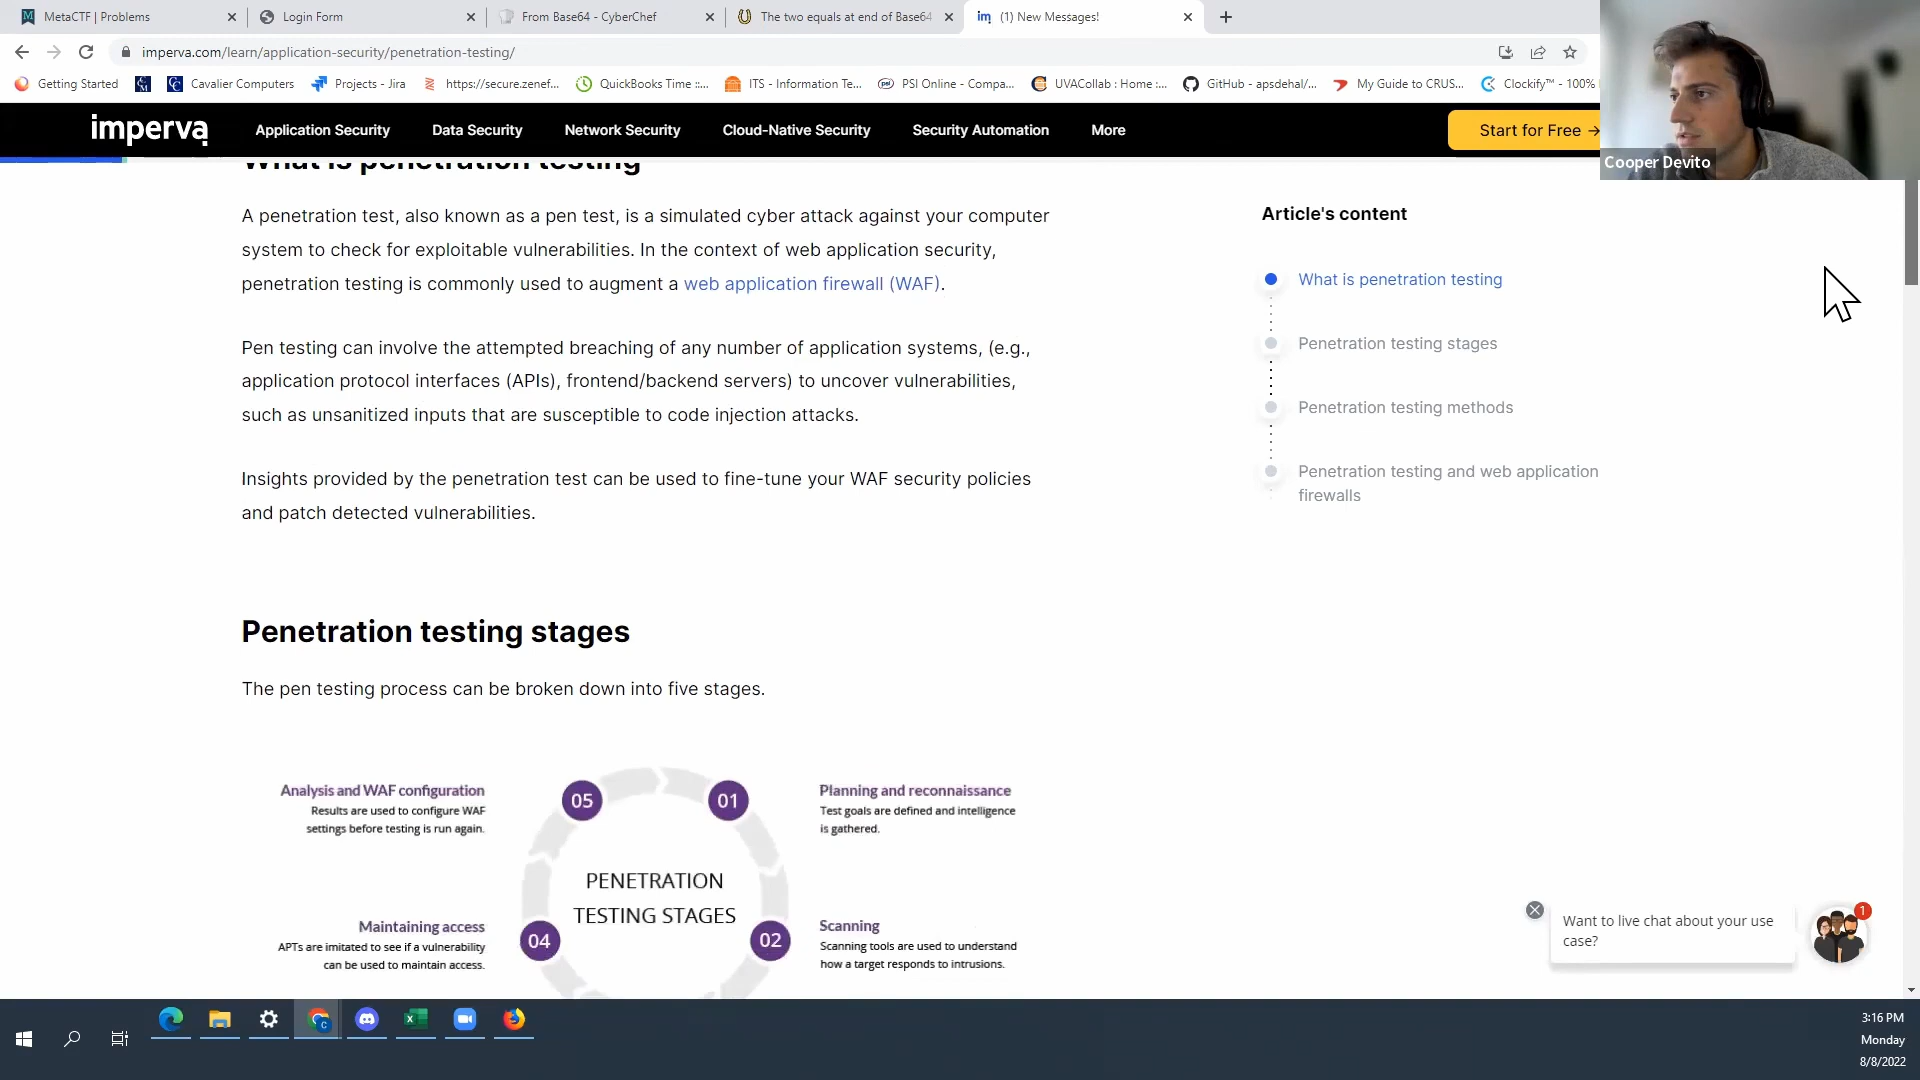 MetaCTF | Problems
Login Form
From Base64 - CyberChef
The two equals at end of Base64
im (1) New Messages!
imperva.com/learn/application-security/penetration-testing/
Getting Started
Cavalier Computers
Projects - Jira
https://secure.zenef...
QuickBooks Time ::...
ITS - Information Te...
PSI Online - Compa...
UVACollab : Home :...
GitHub - apsdehal/...
My Guide to CRUS...
Clockify™ - 100%
imperva
Application Security
Data Security
Network Security
Cloud-Native Security
Security Automation
More
Start for Free →
Cooper Devito
What is penetration testing
A penetration test, also known as a pen test, is a simulated cyber attack against your computer
system to check for exploitable vulnerabilities. In the context of web application security,
penetration testing is commonly used to augment a web application firewall (WAF).
Pen testing can involve the attempted breaching of any number of application systems, (e.g.,
application protocol interfaces (APIs), frontend/backend servers) to uncover vulnerabilities,
such as unsanitized inputs that are susceptible to code injection attacks.
Insights provided by the penetration test can be used to fine-tune your WAF security policies
and patch detected vulnerabilities.
Article's content
What is penetration testing
Penetration testing stages
Penetration testing methods
Penetration testing and web application
firewalls
Penetration testing stages
The pen testing process can be broken down into five stages.
Analysis and WAF configuration
Results are used to configure WAF
settings before testing is run again.
05
01
Planning and reconnaissance
Test goals are defined and intelligence
is gathered.
PENETRATION
TESTING STAGES
Maintaining access
APTs are imitated to see if a vulnerability
can be used to maintain access.
04
02
Scanning
Scanning tools are used to understand
how a target responds to intrusions.
Want to live chat about your use
case?
1
3:16 PM
Monday
8/8/2022